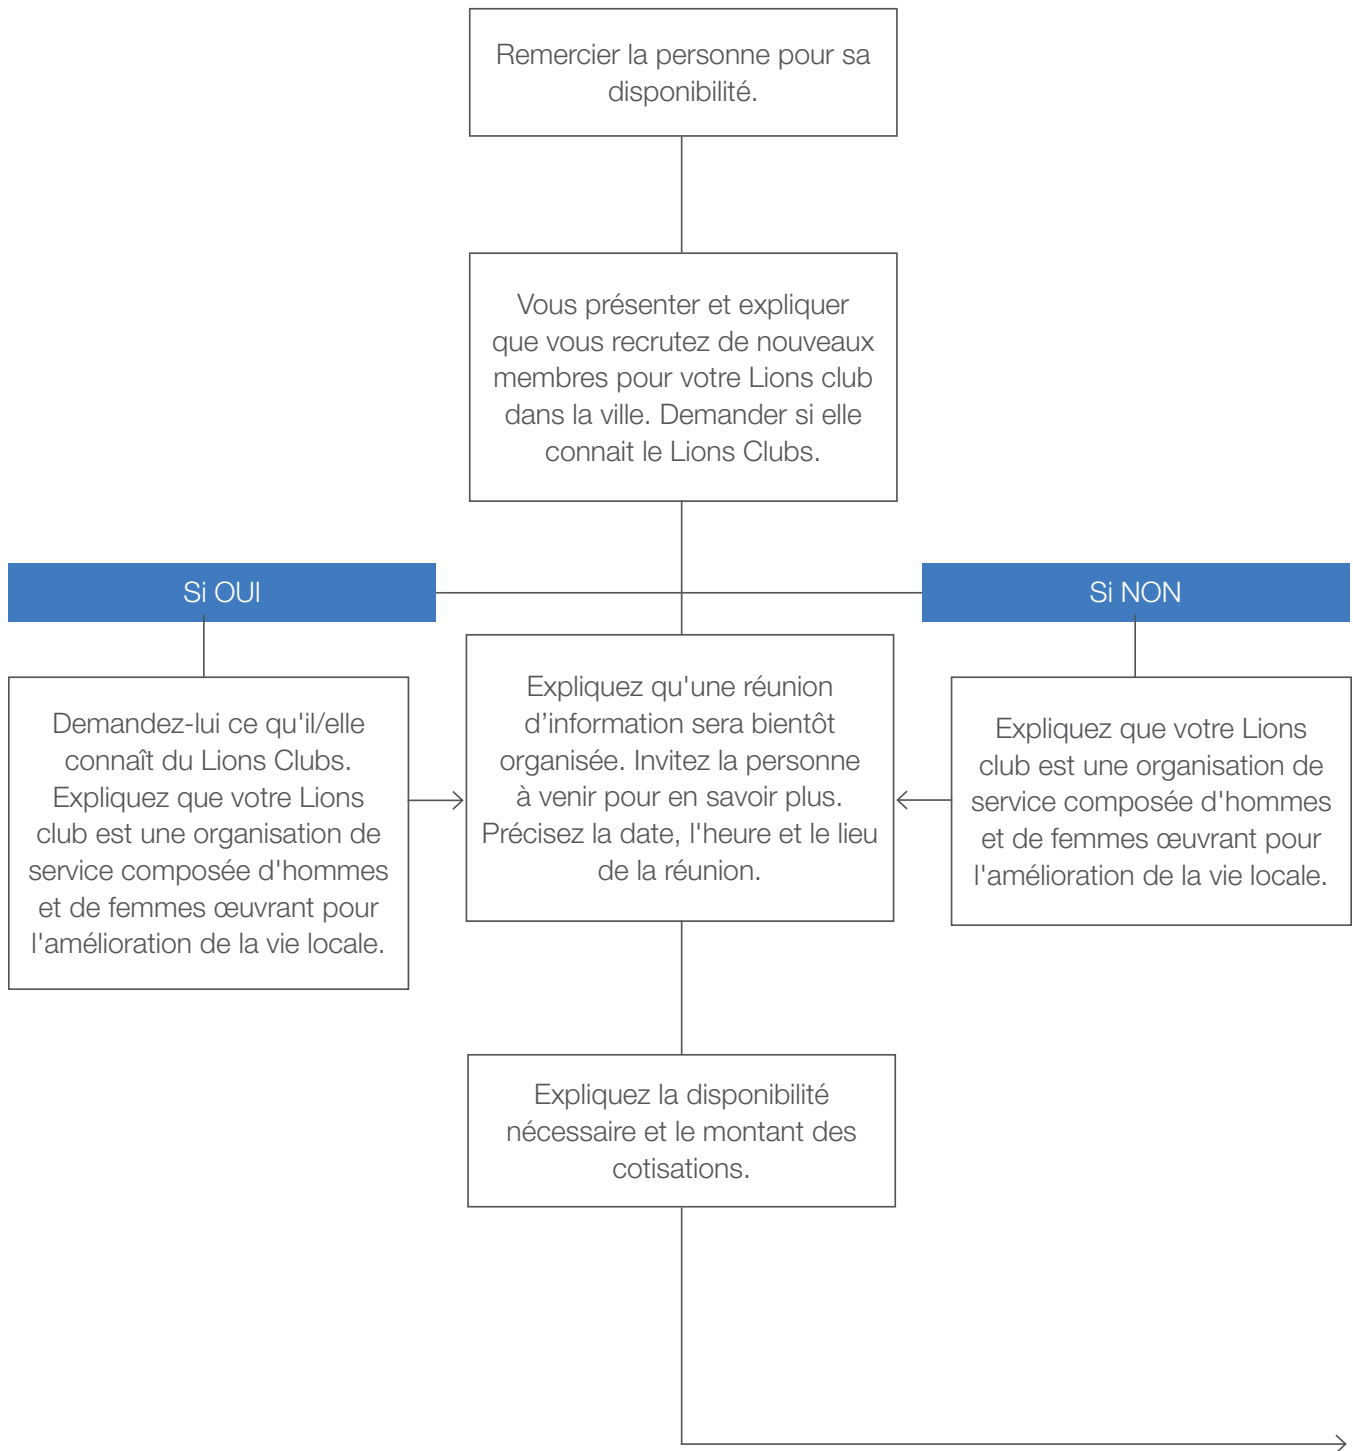 Remercier la personne pour sa
disponibilité.
Vous présenter et expliquer
que vous recrutez de nouveaux
membres pour votre Lions club
dans la ville. Demander si elle
connait le Lions Clubs.
Si OUI
Si NON
Demandez-lui ce qu'il/elle
connaît du Lions Clubs.
Expliquez que votre Lions
club est une organisation de
service composée d'hommes
et de femmes œuvrant pour
l'amélioration de la vie locale.
Expliquez qu'une réunion
d’information sera bientôt
organisée. Invitez la personne
à venir pour en savoir plus.
Précisez la date, l'heure et le lieu
de la réunion.
Expliquez que votre Lions
club est une organisation de
service composée d'hommes
et de femmes œuvrant pour
l'amélioration de la vie locale.
Expliquez la disponibilité
nécessaire et le montant des
cotisations.